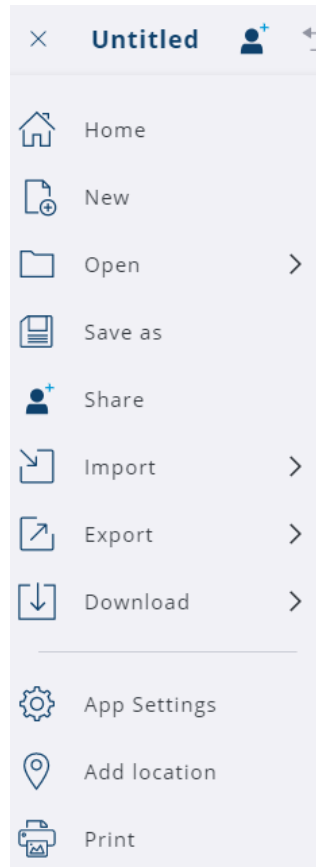 Untitled
Home
New
Open
Save as
Share
Import
Export
Download
App Settings
Add location
Print